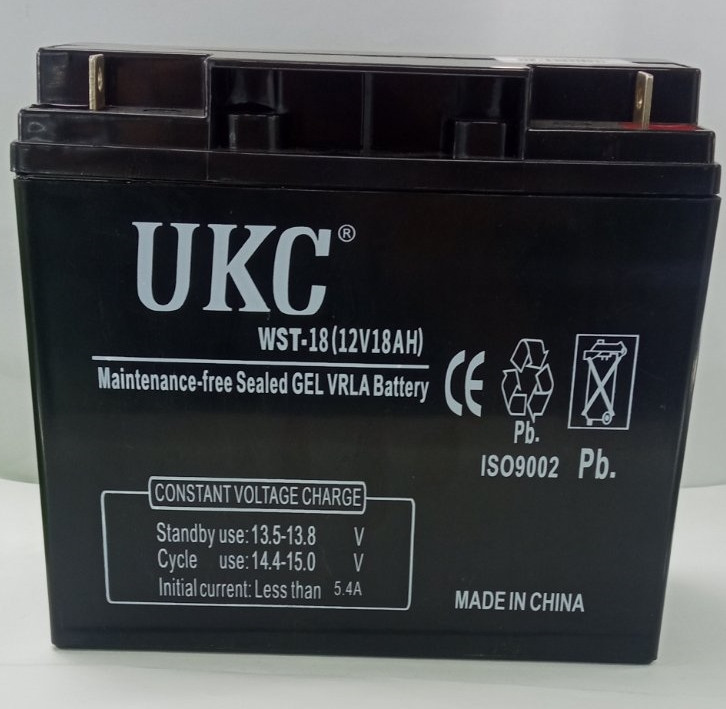 UKC®
WST-18(12V18AH)
Maintenance-free Sealed GEL VRLA Battery
CE
Pb.
ISO9002 Pb.
CONSTANT VOLTAGE CHARGE
Standby use: 13.5-13.8 V
Cycle use: 14.4-15.0 V
Initial current: Less than 5.4A
MADE IN CHINA